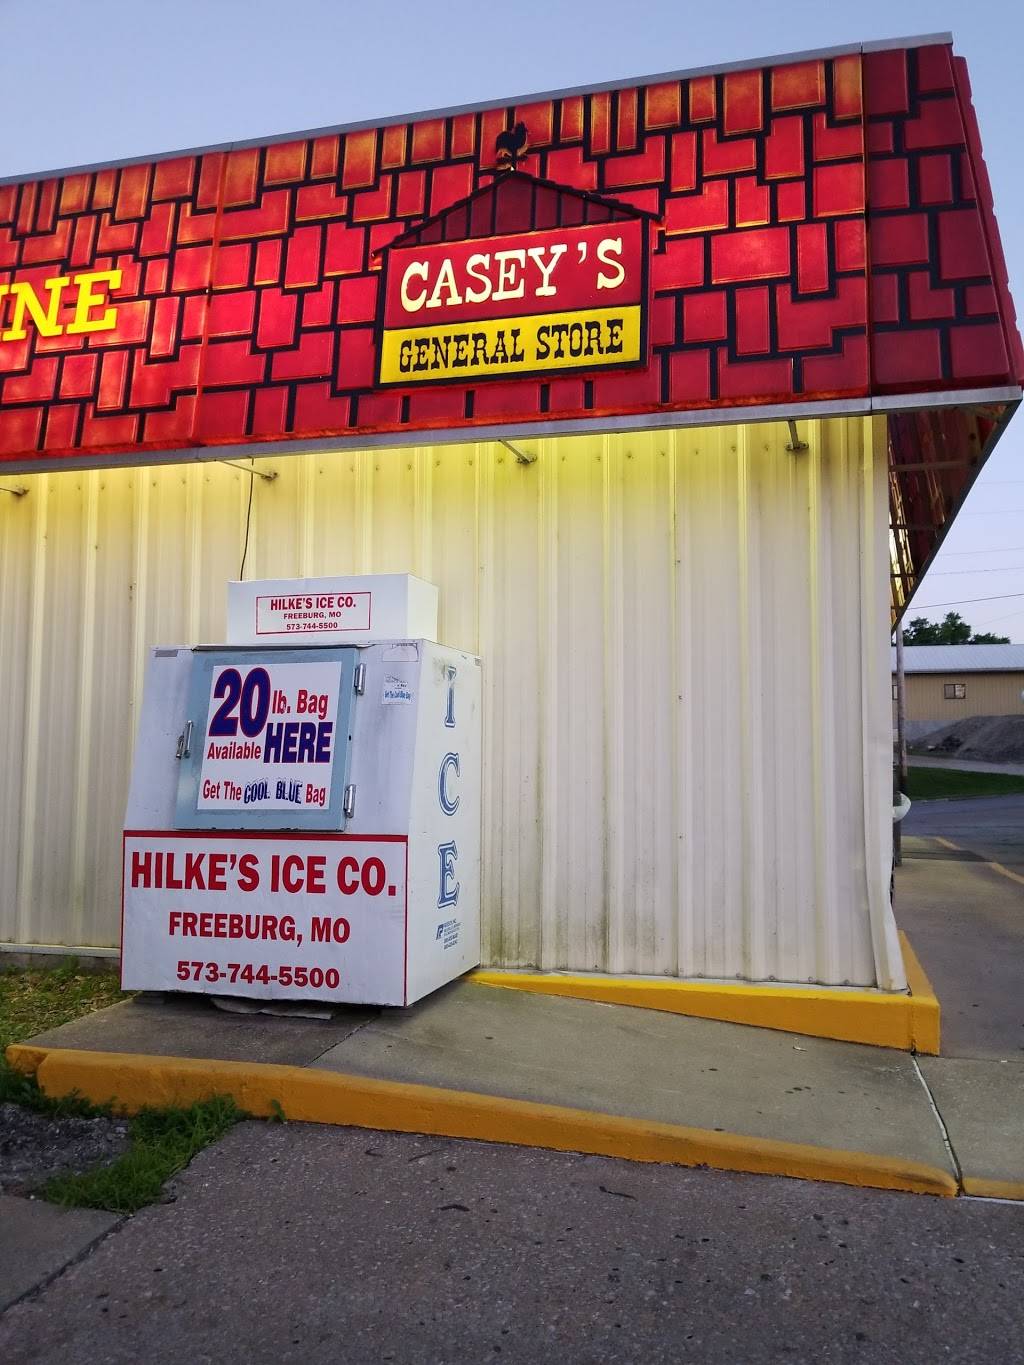 INE
CASEY'S
GENERAL STORE
HILKE'S ICE CO.
FREEBURG, MO
573-744-5500
20 lb. Bag
Available HERE
Get The COOL BLUE Bag
ICE
HILKE'S ICE CO.
FREEBURG, MO
573-744-5500